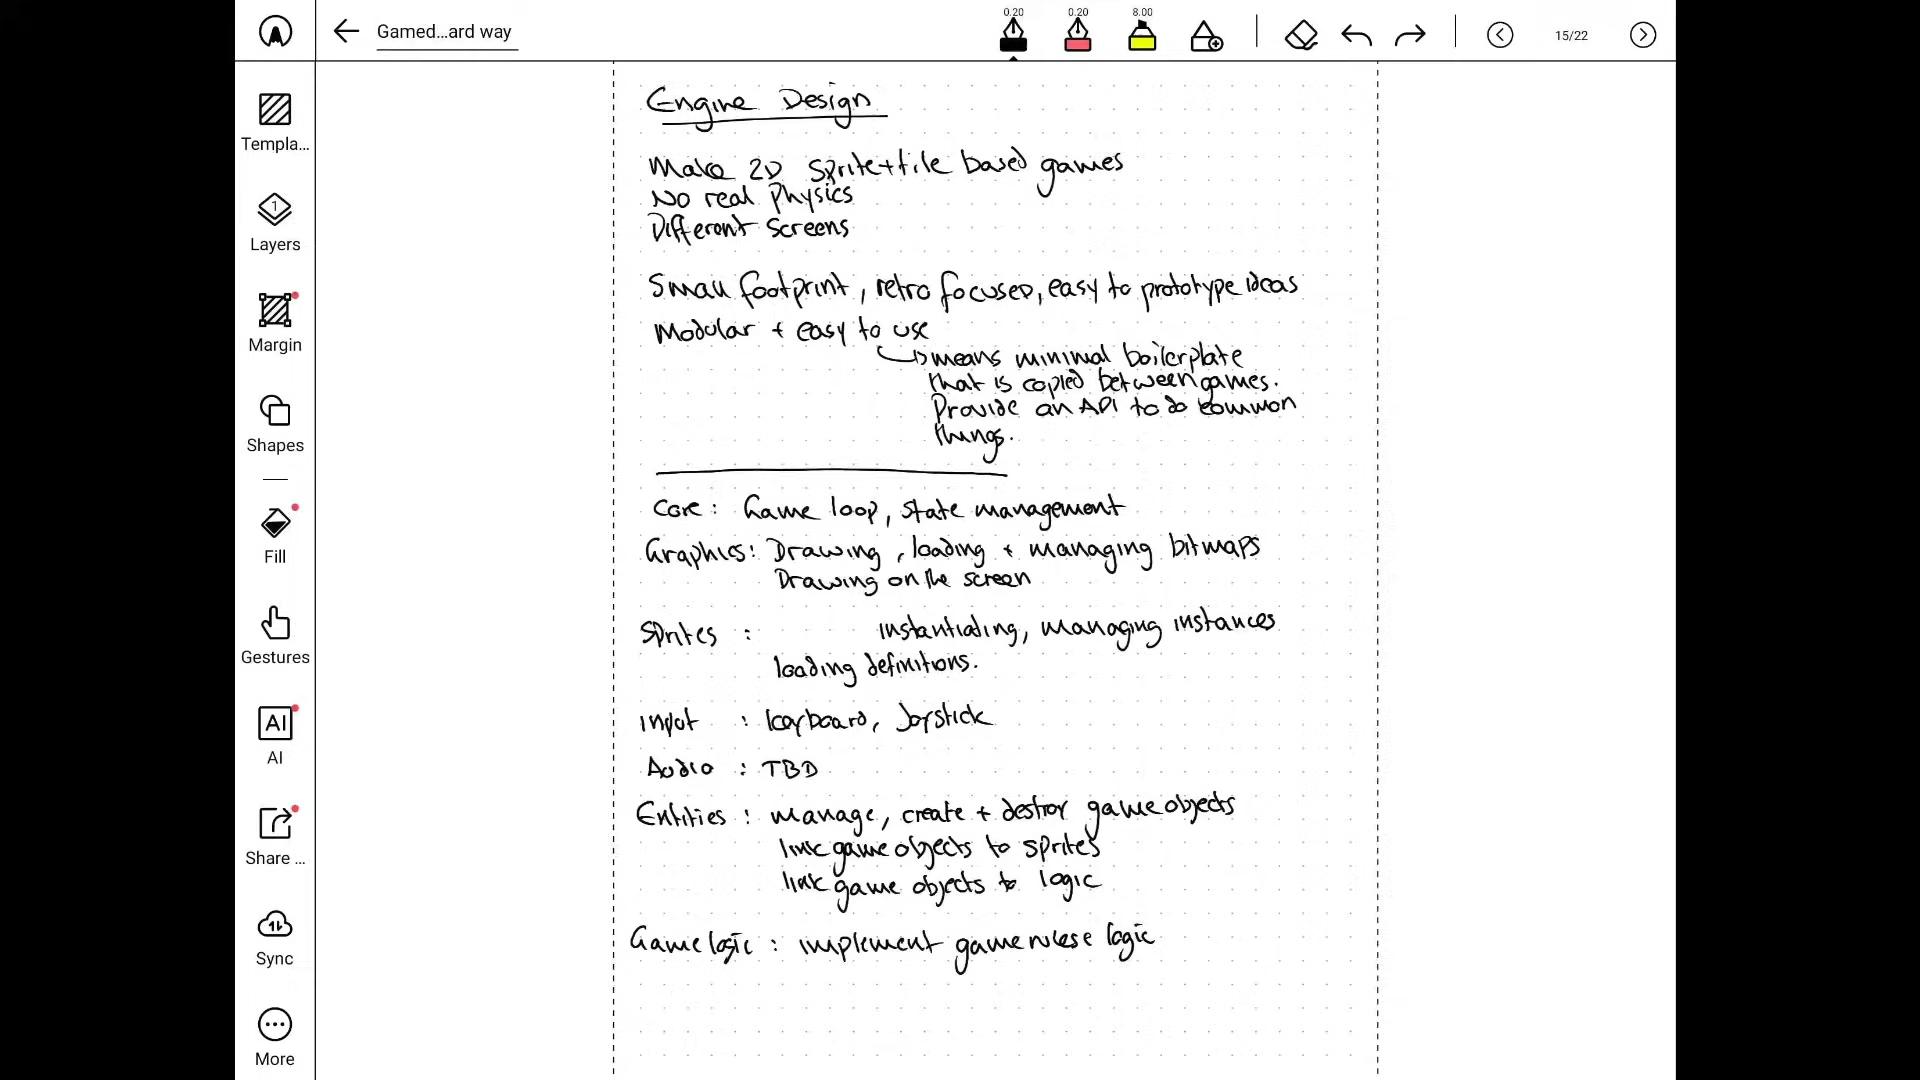 0.20
0.20
8.00
Gamed...ard way
15/22
Templa...
1
Layers
Margin
Shapes
Fill
Gestures
AI
AI
Share ...
Sync
More
Engine Design
Make 2D Sprite+tile based games
No real Physics
Different Screens
Small footprint, retro focused, easy to prototype ideas
Modular + easy to use
means minimal boilerplate
that is copied between games.
Provide an API to do common
things.
Core: Game loop, state management
Graphics: Drawing, loading + managing bitmaps
Drawing on the screen
Sprites : instantiating, managing instances
loading definitions.
Input : keyboard, Joystick
Audio : TBD
Entities : manage, create + destroy game objects
link game objects to sprites
link game objects to logic
Game logic : implement game rules logic